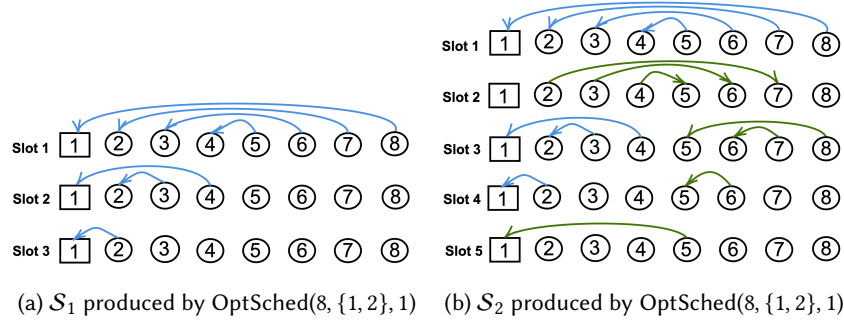 Slot 1 1 2 3 4 5 6 7 8
Slot 2 1 2 3 4 5 6 7 8
Slot 3 1 2 3 4 5 6 7 8
(a) S₁ produced by OptSched(8, {1, 2}, 1)
Slot 1 1 2 3 4 5 6 7 8
Slot 2 1 2 3 4 5 6 7 8
Slot 3 1 2 3 4 5 6 7 8
Slot 4 1 2 3 4 5 6 7 8
Slot 5 1 2 3 4 5 6 7 8
(b) S₂ produced by OptSched(8, {1, 2}, 1)